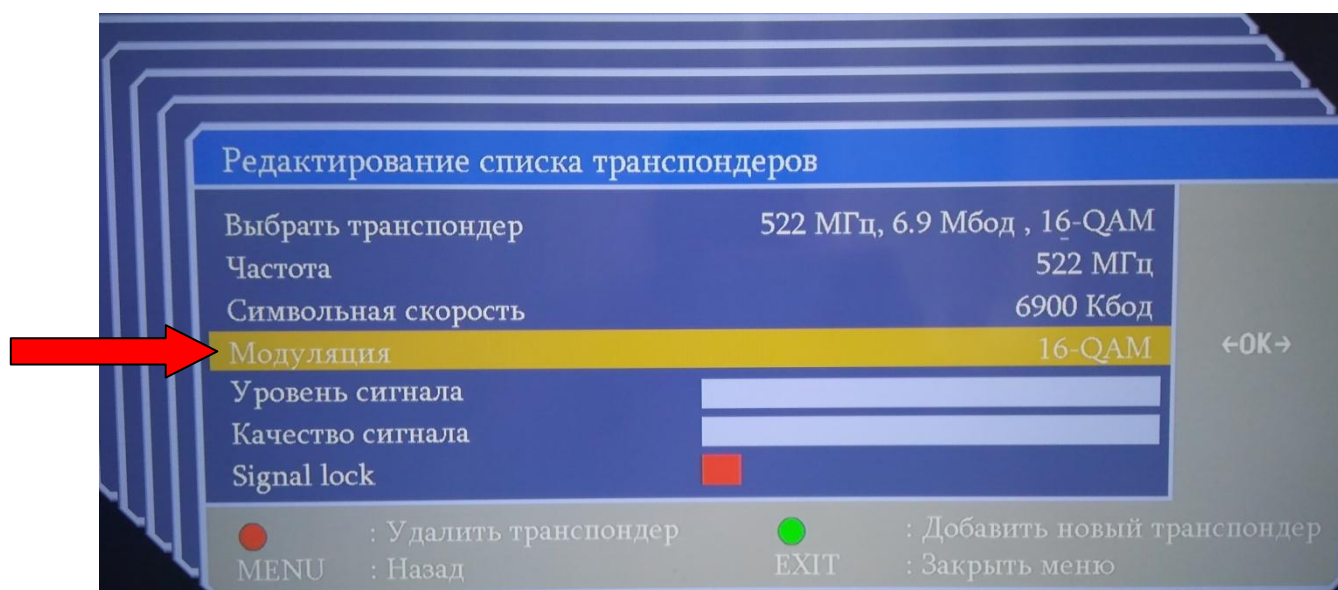 Редактирование списка транспондеров
Выбрать транспондер 522 МГц, 6.9 Мбод , 16-QAM
Частота 522 МГц
Символьная скорость 6900 Кбод
Модуляция 16-QAM ←OK→
Уровень сигнала
Качество сигнала
Signal lock
: Удалить транспондер : Добавить новый транспондер
MENU : Назад EXIT : Закрыть меню